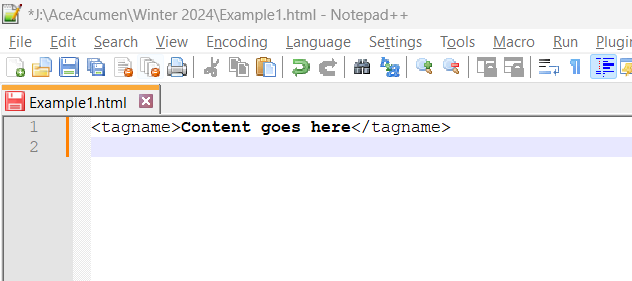 *J:\AceAcumen\Winter 2024\Example1.html - Notepad++
File Edit Search View Encoding Language Settings Tools Macro Run Plugin
Example1.html
1 <tagname>Content goes here</tagname>
2